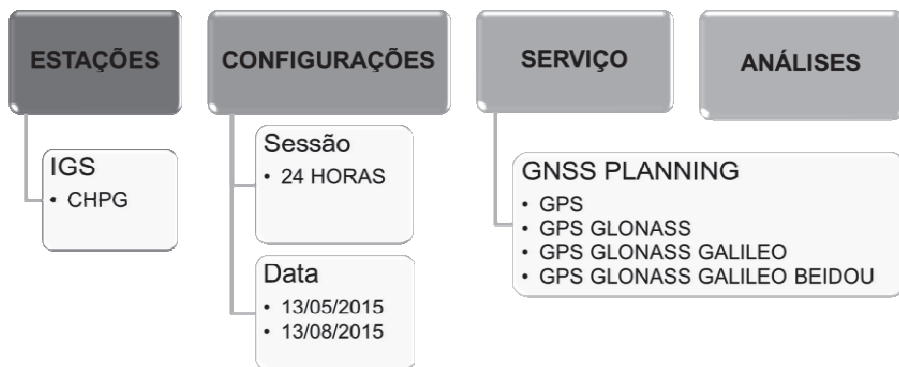 ESTAÇÕES
CONFIGURAÇÕES
SERVIÇO
ANÁLISES
IGS
• CHPG
Sessão
• 24 HORAS
Data
• 13/05/2015
• 13/08/2015
GNSS PLANNING
• GPS
• GPS GLONASS
• GPS GLONASS GALILEO
• GPS GLONASS GALILEO BEIDOU